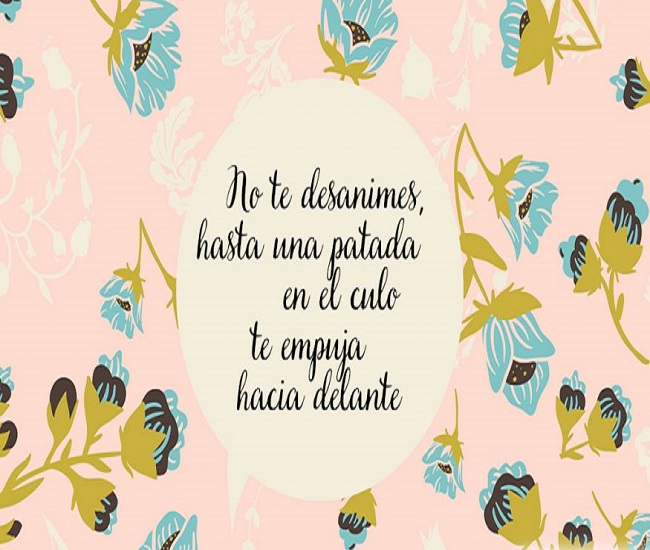 No te desanimes,
hasta una patada
en el culo
te empuja
hacia delante